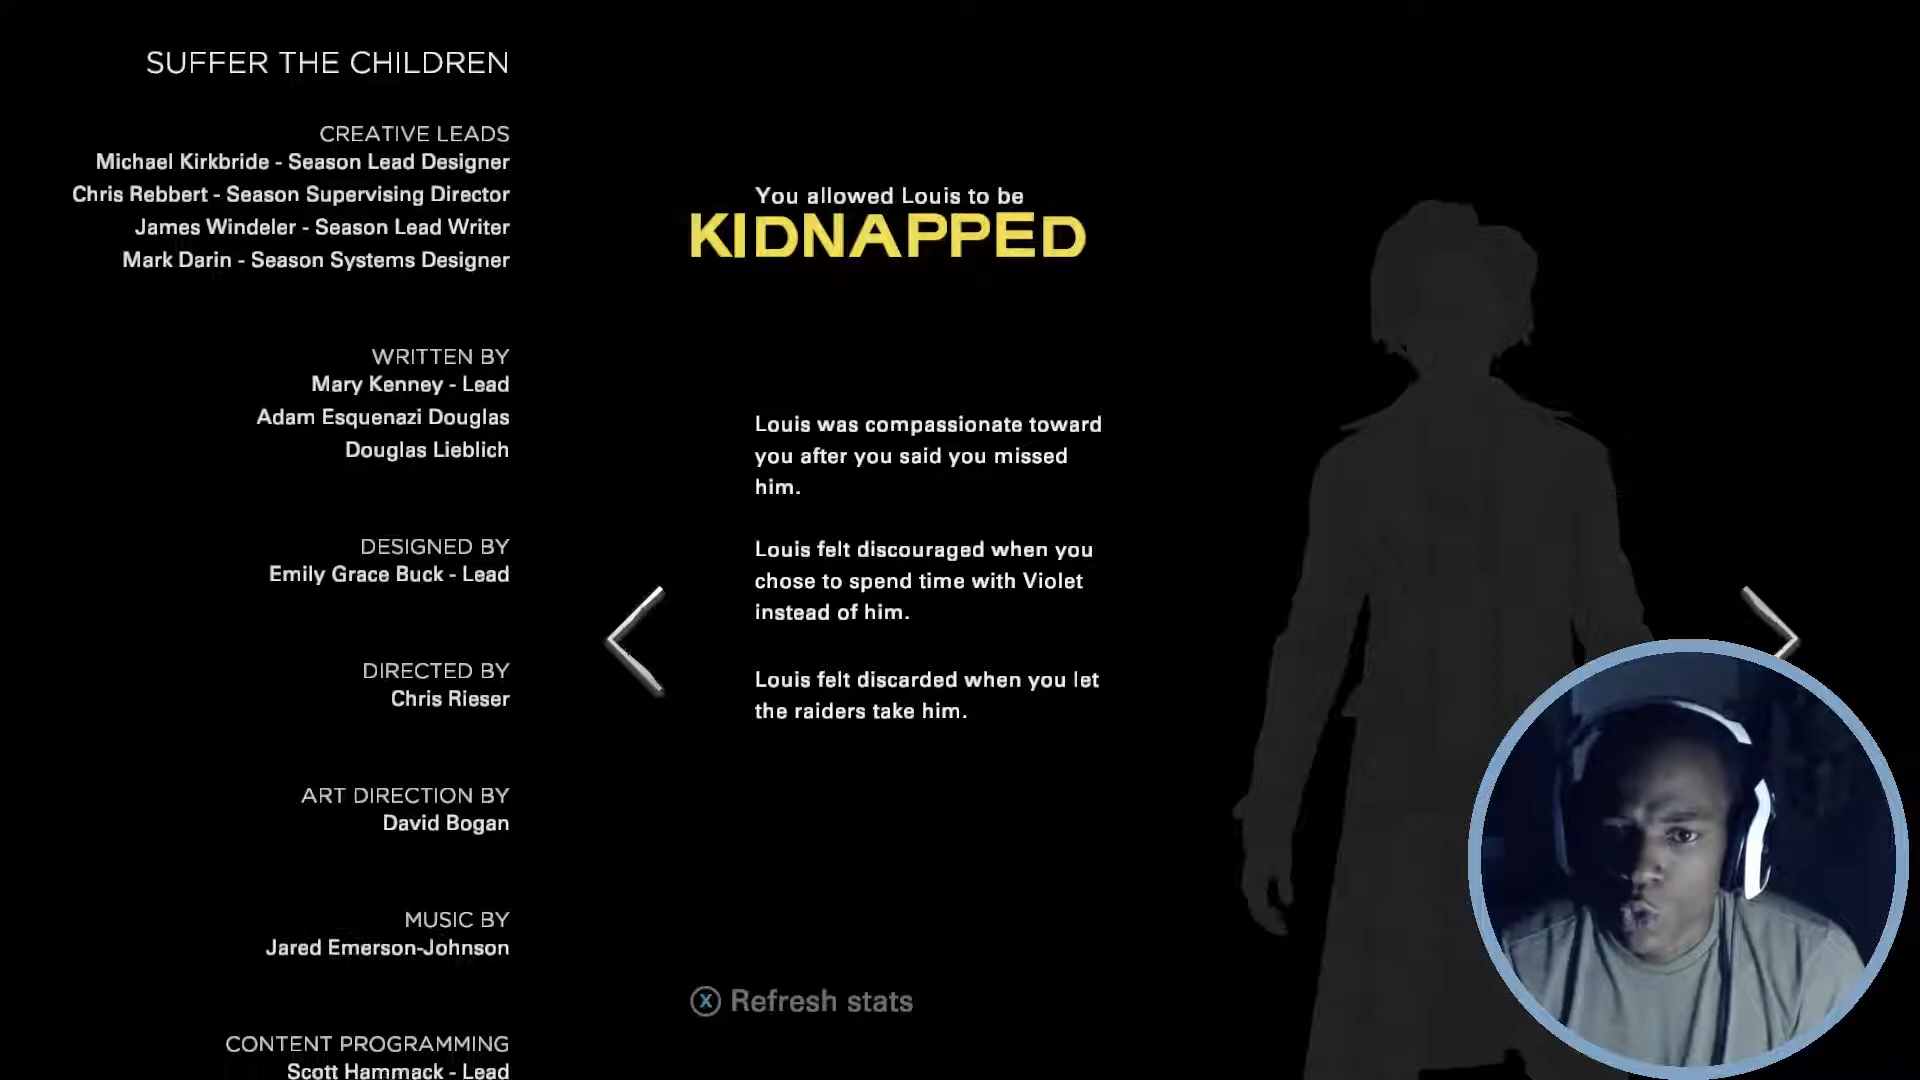 SUFFER THE CHILDREN
CREATIVE LEADS
Michael Kirkbride - Season Lead Designer
Chris Rebbert - Season Supervising Director
James Windeler - Season Lead Writer
Mark Darin - Season Systems Designer
WRITTEN BY
Mary Kenney - Lead
Adam Esquenazi Douglas
Douglas Lieblich
DESIGNED BY
Emily Grace Buck - Lead
DIRECTED BY
Chris Rieser
ART DIRECTION BY
David Bogan
MUSIC BY
Jared Emerson-Johnson
CONTENT PROGRAMMING
Scott Hammack - Lead
You allowed Louis to be
KIDNAPPED
Louis was compassionate toward
you after you said you missed
him.
Louis felt discouraged when you
chose to spend time with Violet
instead of him.
Louis felt discarded when you let
the raiders take him.
X Refresh stats